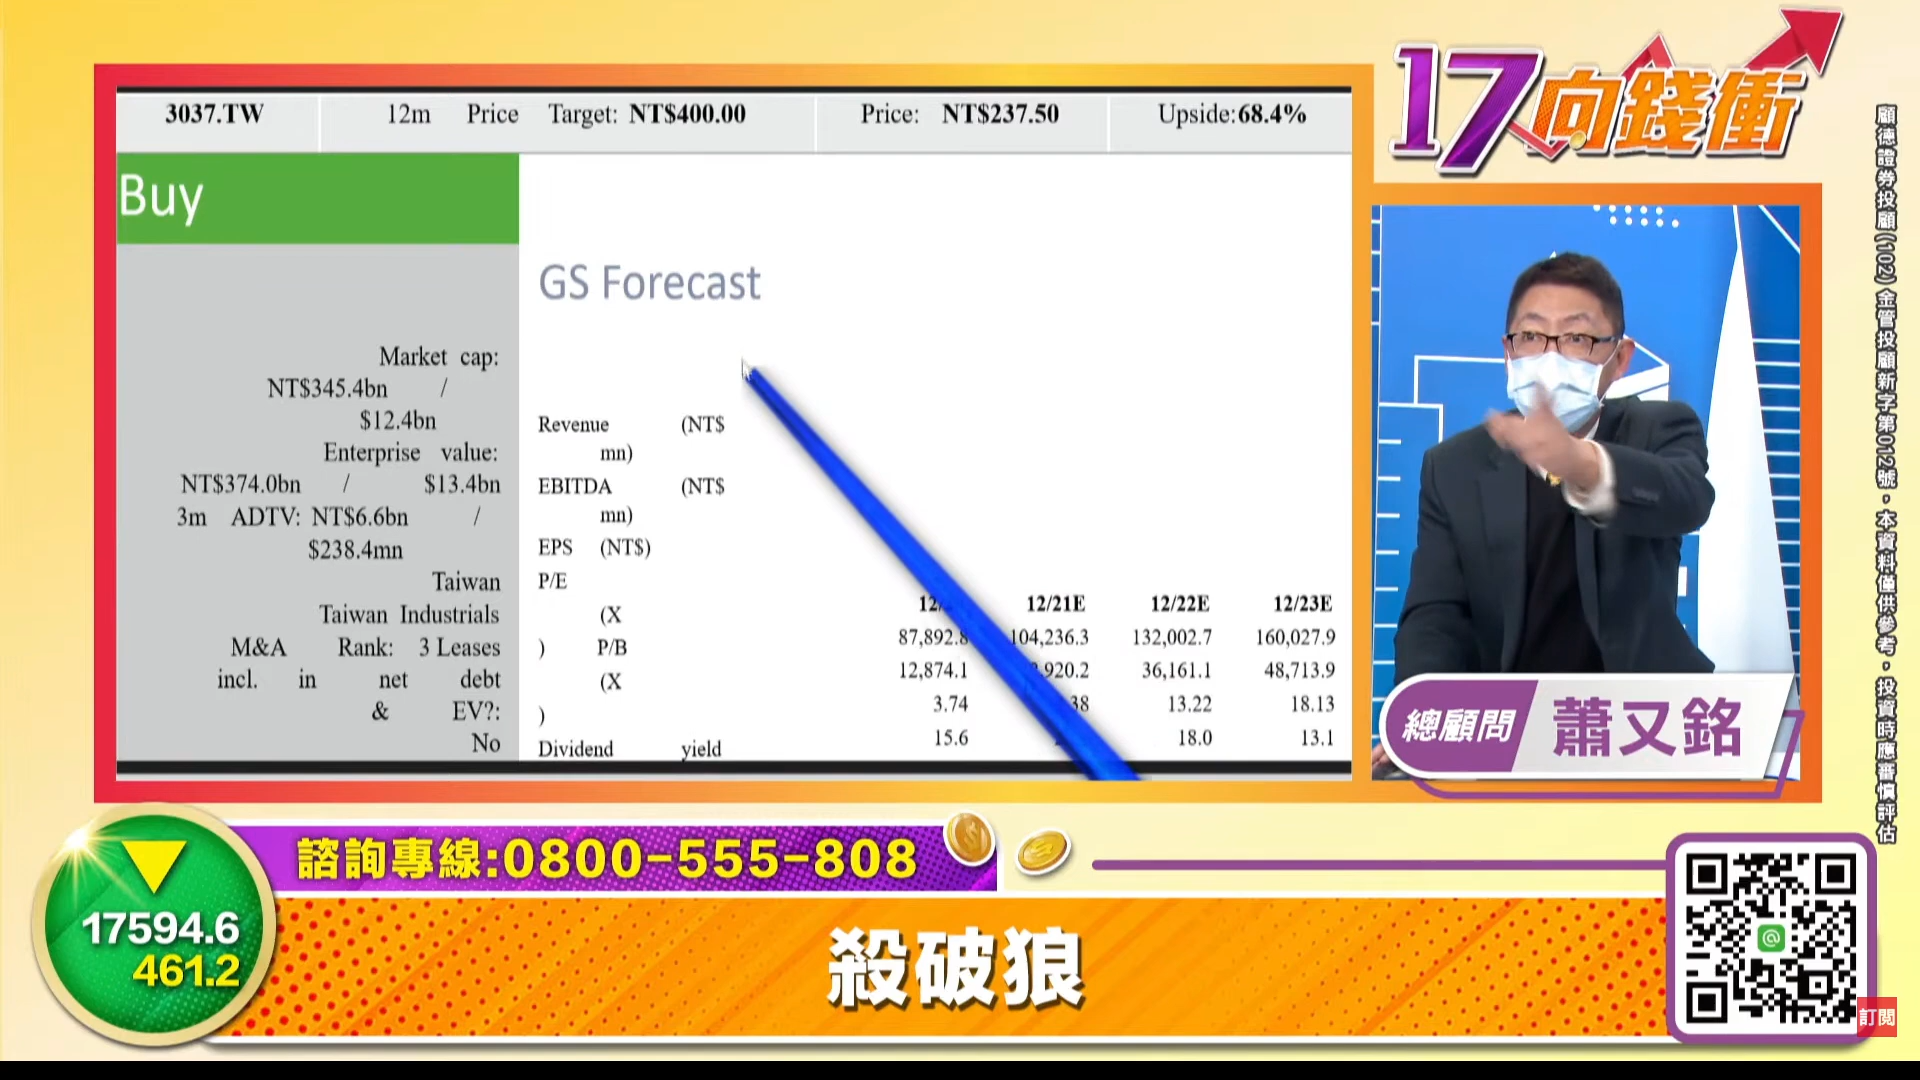 17向錢衝
3037.TW 12m Price Target: NT$400.00 Price: NT$237.50 Upside:68.4%
Buy
GS Forecast
Market cap:
NT$345.4bn /
$12.4bn
Enterprise value:
NT$374.0bn / $13.4bn
3m ADTV: NT$6.6bn /
$238.4mn
Taiwan
Taiwan Industrials
M&A Rank: 3 Leases
incl. in net debt
& EV?:
No
Revenue (NT$
mn)
EBITDA (NT$
mn)
EPS (NT$)
P/E
(X
) P/B
(X
)
Dividend yield
12/21E 12/22E 12/23E
87,892.8 104,236.3 132,002.7 160,027.9
12,874.1 36,161.1 48,713.9
3.74 13.22 18.13
15.6 18.0 13.1
總顧問 蕭又銘
顧德證券投顧(102)金管投顧新字第012號，本資料僅供參考，投資時應審慎評估
諮詢專線:0800-555-808
17594.6
461.2
殺破狼
訂閱